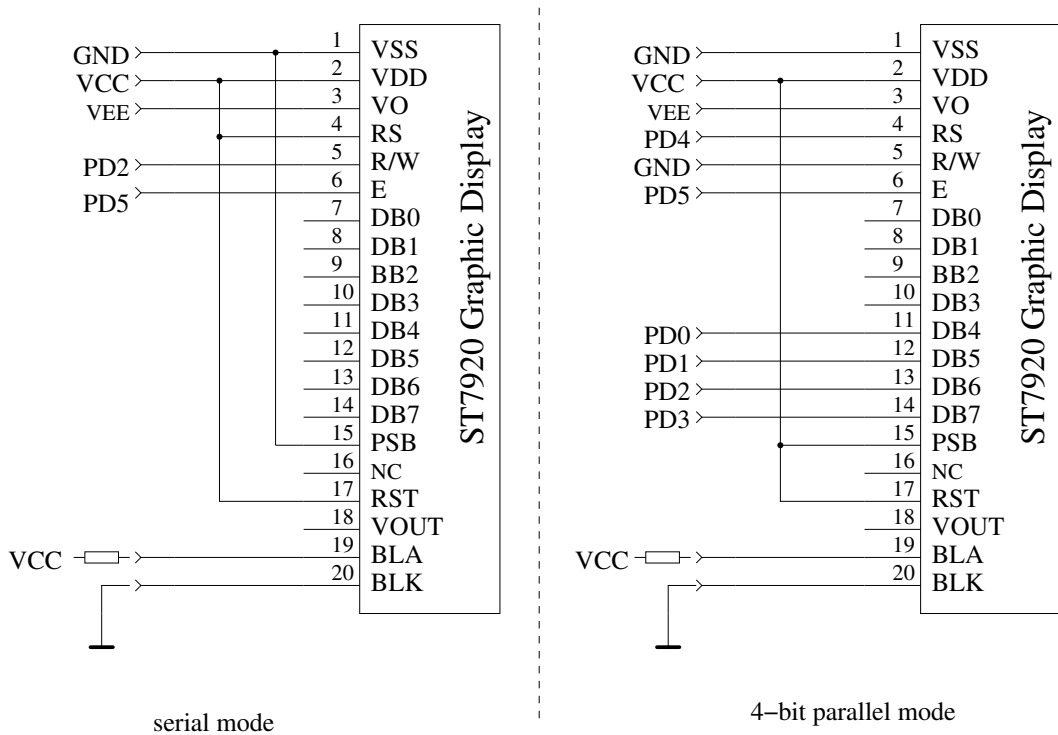 GND 1 VSS
VCC 2 VDD
VEE 3 VO
4 RS
PD2 5 R/W
PD5 6 E
7 DB0
8 DB1
9 BB2
10 DB3
11 DB4
12 DB5
13 DB6
14 DB7
15 PSB
16 NC
17 RST
18 VOUT
VCC 19 BLA
20 BLK
ST7920 Graphic Display
serial mode
GND 1 VSS
VCC 2 VDD
VEE 3 VO
PD4 4 RS
GND 5 R/W
PD5 6 E
7 DB0
8 DB1
9 BB2
10 DB3
PD0 11 DB4
PD1 12 DB5
PD2 13 DB6
PD3 14 DB7
15 PSB
16 NC
17 RST
18 VOUT
VCC 19 BLA
20 BLK
ST7920 Graphic Display
4−bit parallel mode